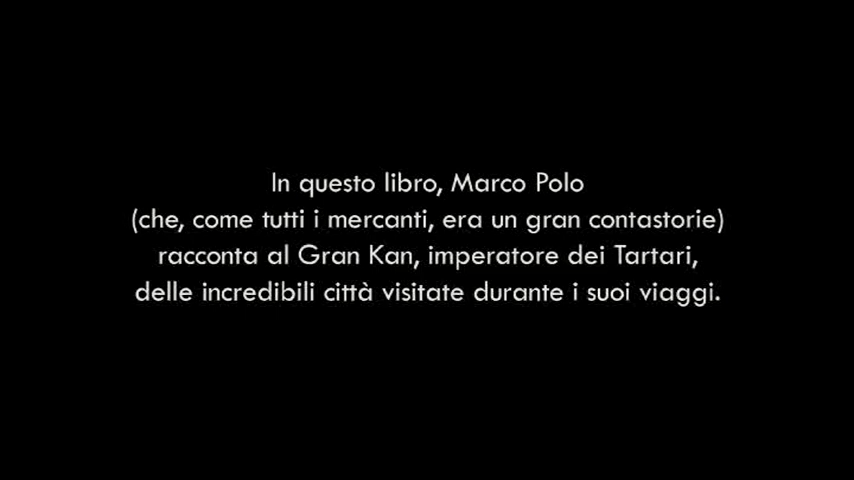 In questo libro, Marco Polo
(che, come tutti i mercanti, era un gran contastorie)
racconta al Gran Kan, imperatore dei Tartari,
delle incredibili città visitate durante i suoi viaggi.